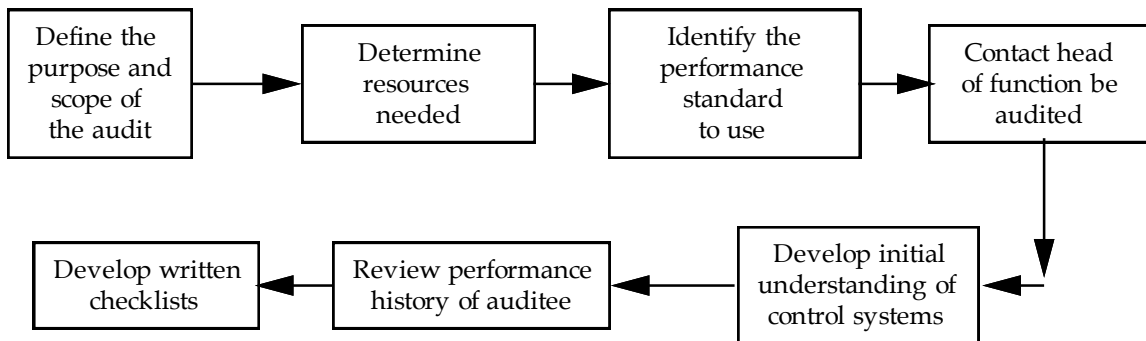 Define the
purpose and
scope of
the audit
Determine
resources
needed
Identify the
performance
standard
to use
Contact head
of function be
audited
Develop initial
understanding of
control systems
Review performance
history of auditee
Develop written
checklists